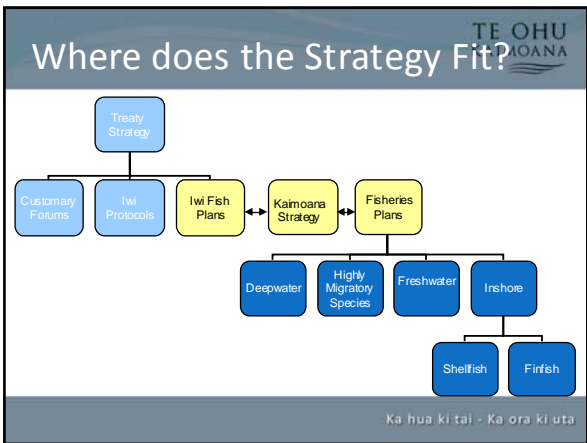 Where does the Strategy Fit?
TE OHU
KAIMOANA
Treaty
Strategy
Customary
Forums
Iwi
Protocols
Iwi Fish
Plans
Kaimoana
Strategy
Fisheries
Plans
Deepwater
Highly
Migratory
Species
Freshwater
Inshore
Shellfish
Finfish
Ka hua ki tai - Ka ora ki uta